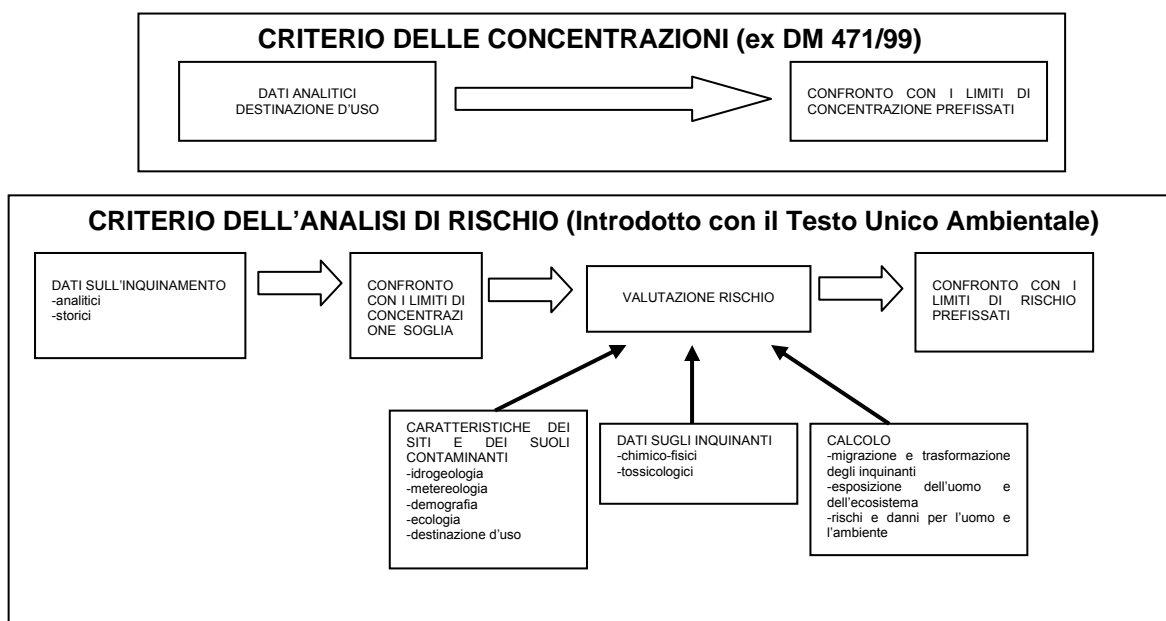 CRITERIO DELLE CONCENTRAZIONI (ex DM 471/99)
DATI ANALITICI
DESTINAZIONE D'USO
CONFRONTO CON I LIMITI DI
CONCENTRAZIONE PREFISSATI
CRITERIO DELL'ANALISI DI RISCHIO (Introdotto con il Testo Unico Ambientale)
DATI SULL'INQUINAMENTO
-analitici
-storici
CONFRONTO
CON I LIMITI DI
CONCENTRAZI
ONE SOGLIA
VALUTAZIONE RISCHIO
CONFRONTO CON I
LIMITI DI RISCHIO
PREFISSATI
CARATTERISTICHE DEI
SITI E DEI SUOLI
CONTAMINANTI
-idrogeologia
-metereologia
-demografia
-ecologia
-destinazione d'uso
DATI SUGLI INQUINANTI
-chimico-fisici
-tossicologici
CALCOLO
-migrazione e trasformazione
degli inquinanti
-esposizione dell'uomo e
dell'ecosistema
-rischi e danni per l'uomo e
l'ambiente